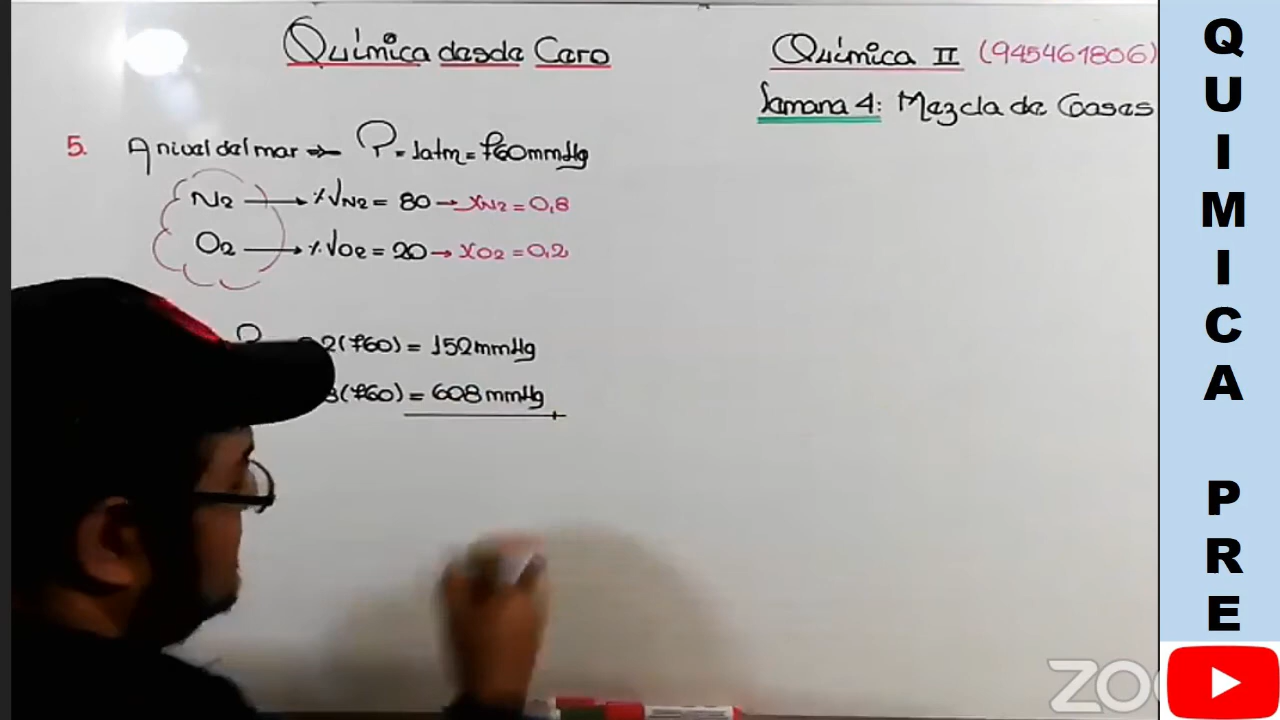 Química desde Cero
Química II (945461806)
Semana 4: Mezcla de Gases
5. A nivel del mar → P = 1atm = 760mmHg
N2 → %VN2 = 80 → XN2 = 0,8
O2 → %VO2 = 20 → XO2 = 0,2
2(760) = 152mmHg
8(760) = 608mmHg
QUIMICA PRE